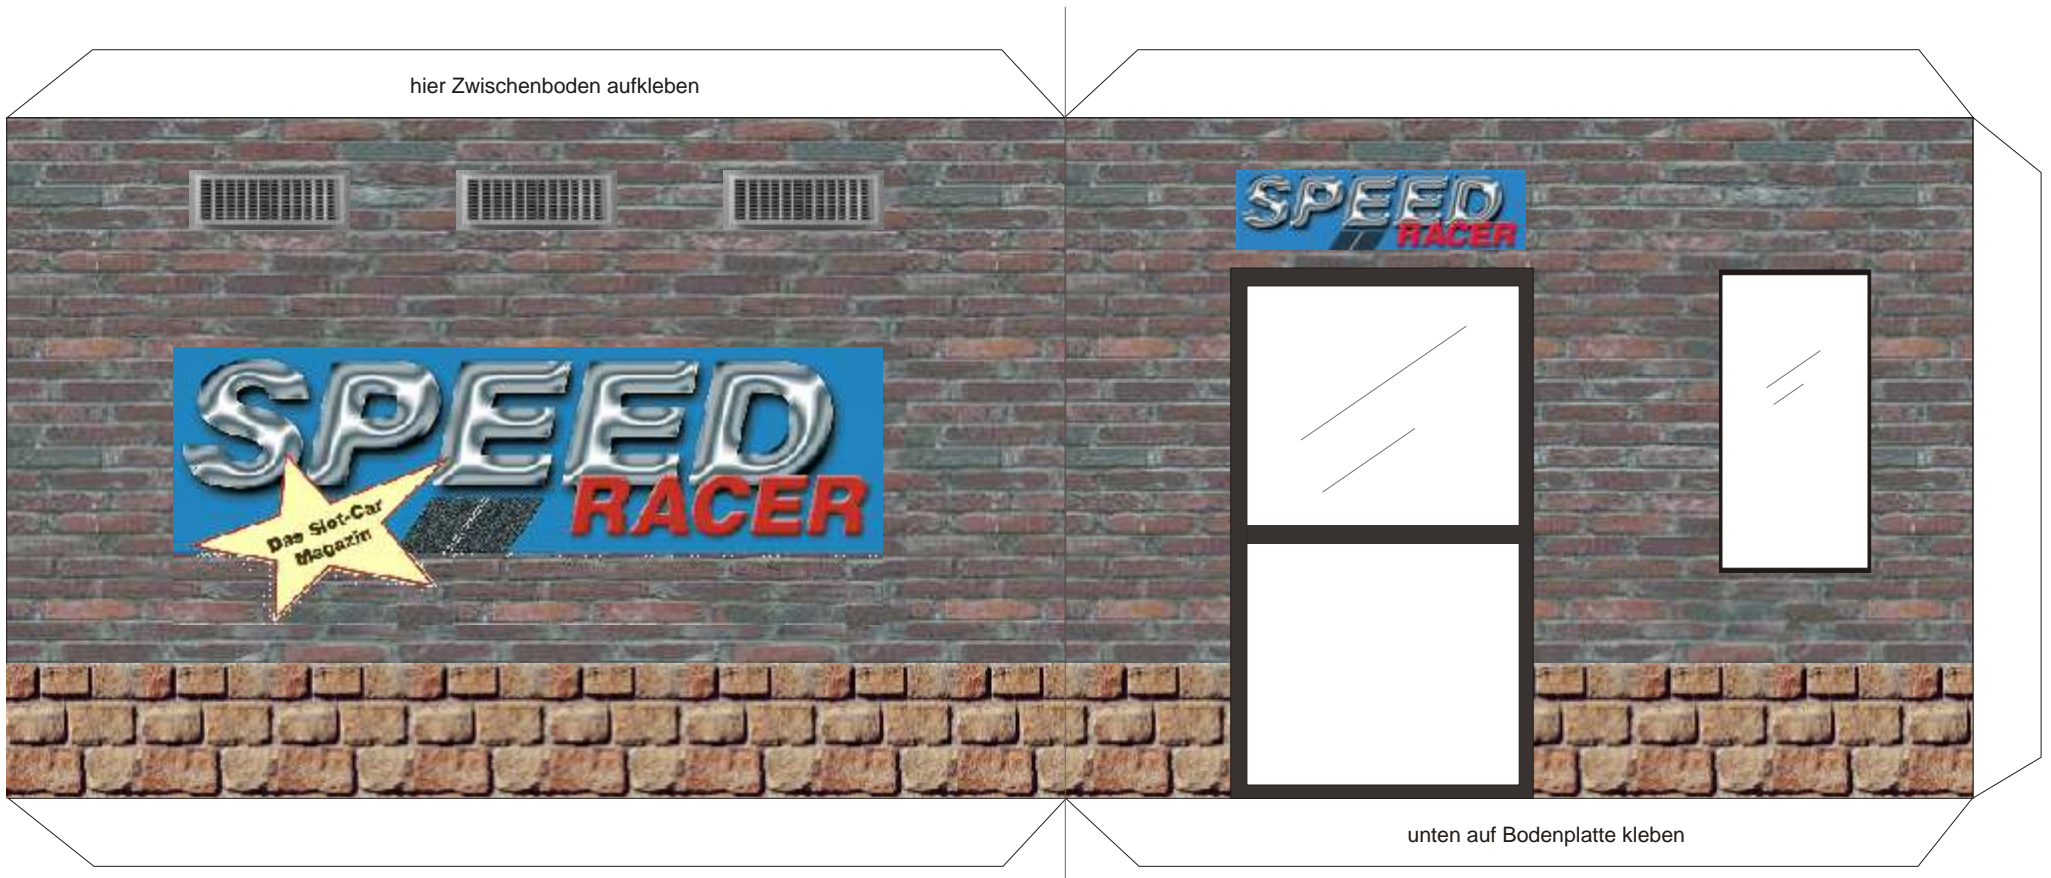 hier Zwischenboden aufkleben
SPEED
RACER
SPEED
RACER
Das Slot-Car
Magazin
unten auf Bodenplatte kleben